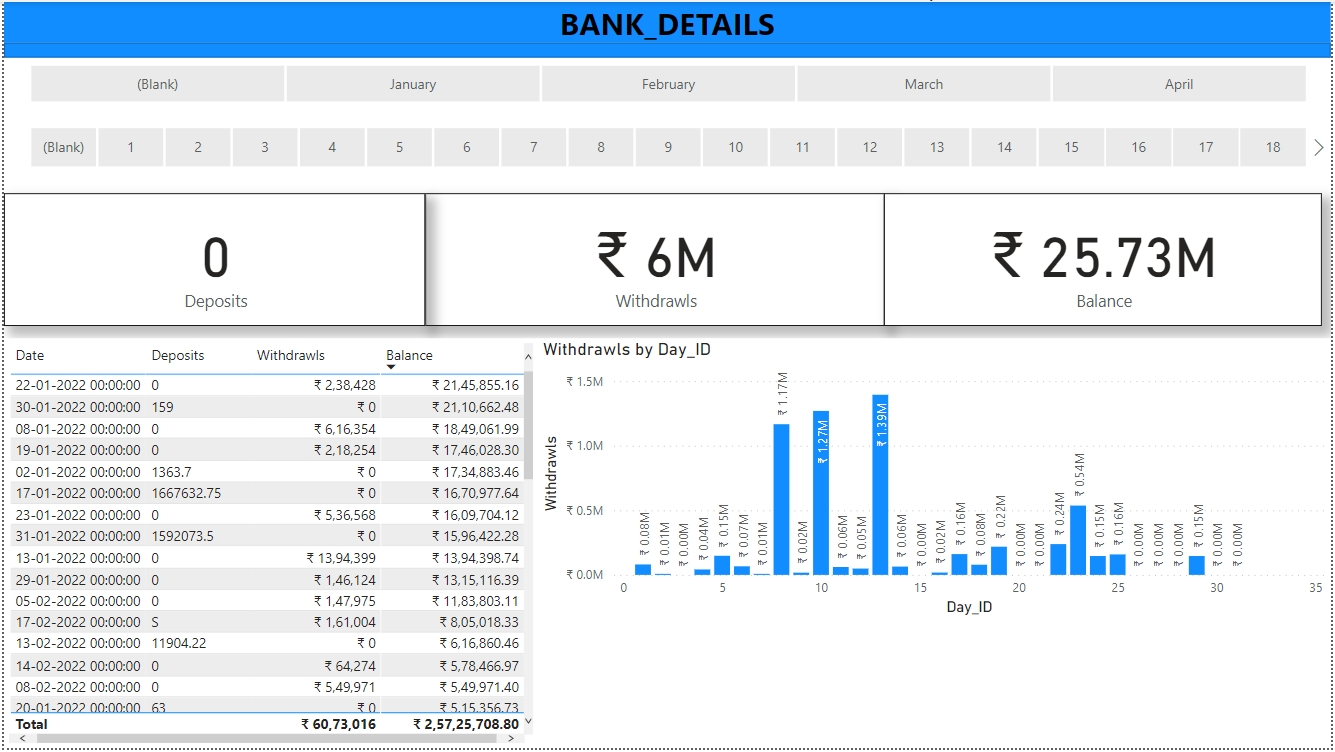 BANK_DETAILS
(Blank) January February March April
(Blank) 1 2 3 4 5 6 7 8 9 10 11 12 13 14 15 16 17 18
0 ₹ 6M ₹ 25.73M
Deposits Withdrawls Balance
Date Deposits Withdrawls Balance
22-01-2022 00:00:00 0 ₹ 2,38,428 ₹ 21,45,855.16
30-01-2022 00:00:00 159 ₹ 0 ₹ 21,10,662.48
08-01-2022 00:00:00 0 ₹ 6,16,354 ₹ 18,49,061.99
19-01-2022 00:00:00 0 ₹ 2,18,254 ₹ 17,46,028.30
02-01-2022 00:00:00 1363.7 ₹ 0 ₹ 17,34,883.46
17-01-2022 00:00:00 1667632.75 ₹ 0 ₹ 16,70,977.64
23-01-2022 00:00:00 0 ₹ 5,36,568 ₹ 16,09,704.12
31-01-2022 00:00:00 1592073.5 ₹ 0 ₹ 15,96,422.28
13-01-2022 00:00:00 0 ₹ 13,94,399 ₹ 13,94,398.74
29-01-2022 00:00:00 0 ₹ 1,46,124 ₹ 13,15,116.39
05-02-2022 00:00:00 0 ₹ 1,47,975 ₹ 11,83,803.11
17-02-2022 00:00:00 S ₹ 1,61,004 ₹ 8,05,018.33
13-02-2022 00:00:00 11904.22 ₹ 0 ₹ 6,16,860.46
14-02-2022 00:00:00 0 ₹ 64,274 ₹ 5,78,466.97
08-02-2022 00:00:00 0 ₹ 5,49,971 ₹ 5,49,971.40
20-01-2022 00:00:00 63 ₹ 0 ₹ 5,15,356.73
Total ₹ 60,73,016 ₹ 2,57,25,708.80
Withdrawls by Day_ID
Withdrawls
₹ 1.5M
₹ 1.0M
₹ 0.5M
₹ 0.0M
₹ 0.08M
₹ 0.01M
₹ 0.00M
₹ 0.04M
₹ 0.15M
₹ 0.07M
₹ 0.01M
₹ 1.17M
₹ 0.02M
₹ 1.27M
₹ 0.06M
₹ 0.05M
₹ 1.39M
₹ 0.06M
₹ 0.00M
₹ 0.02M
₹ 0.16M
₹ 0.08M
₹ 0.22M
₹ 0.00M
₹ 0.00M
₹ 0.24M
₹ 0.54M
₹ 0.15M
₹ 0.16M
₹ 0.00M
₹ 0.00M
₹ 0.00M
₹ 0.15M
₹ 0.00M
₹ 0.00M
0 5 10 15 20 25 30 35
Day_ID